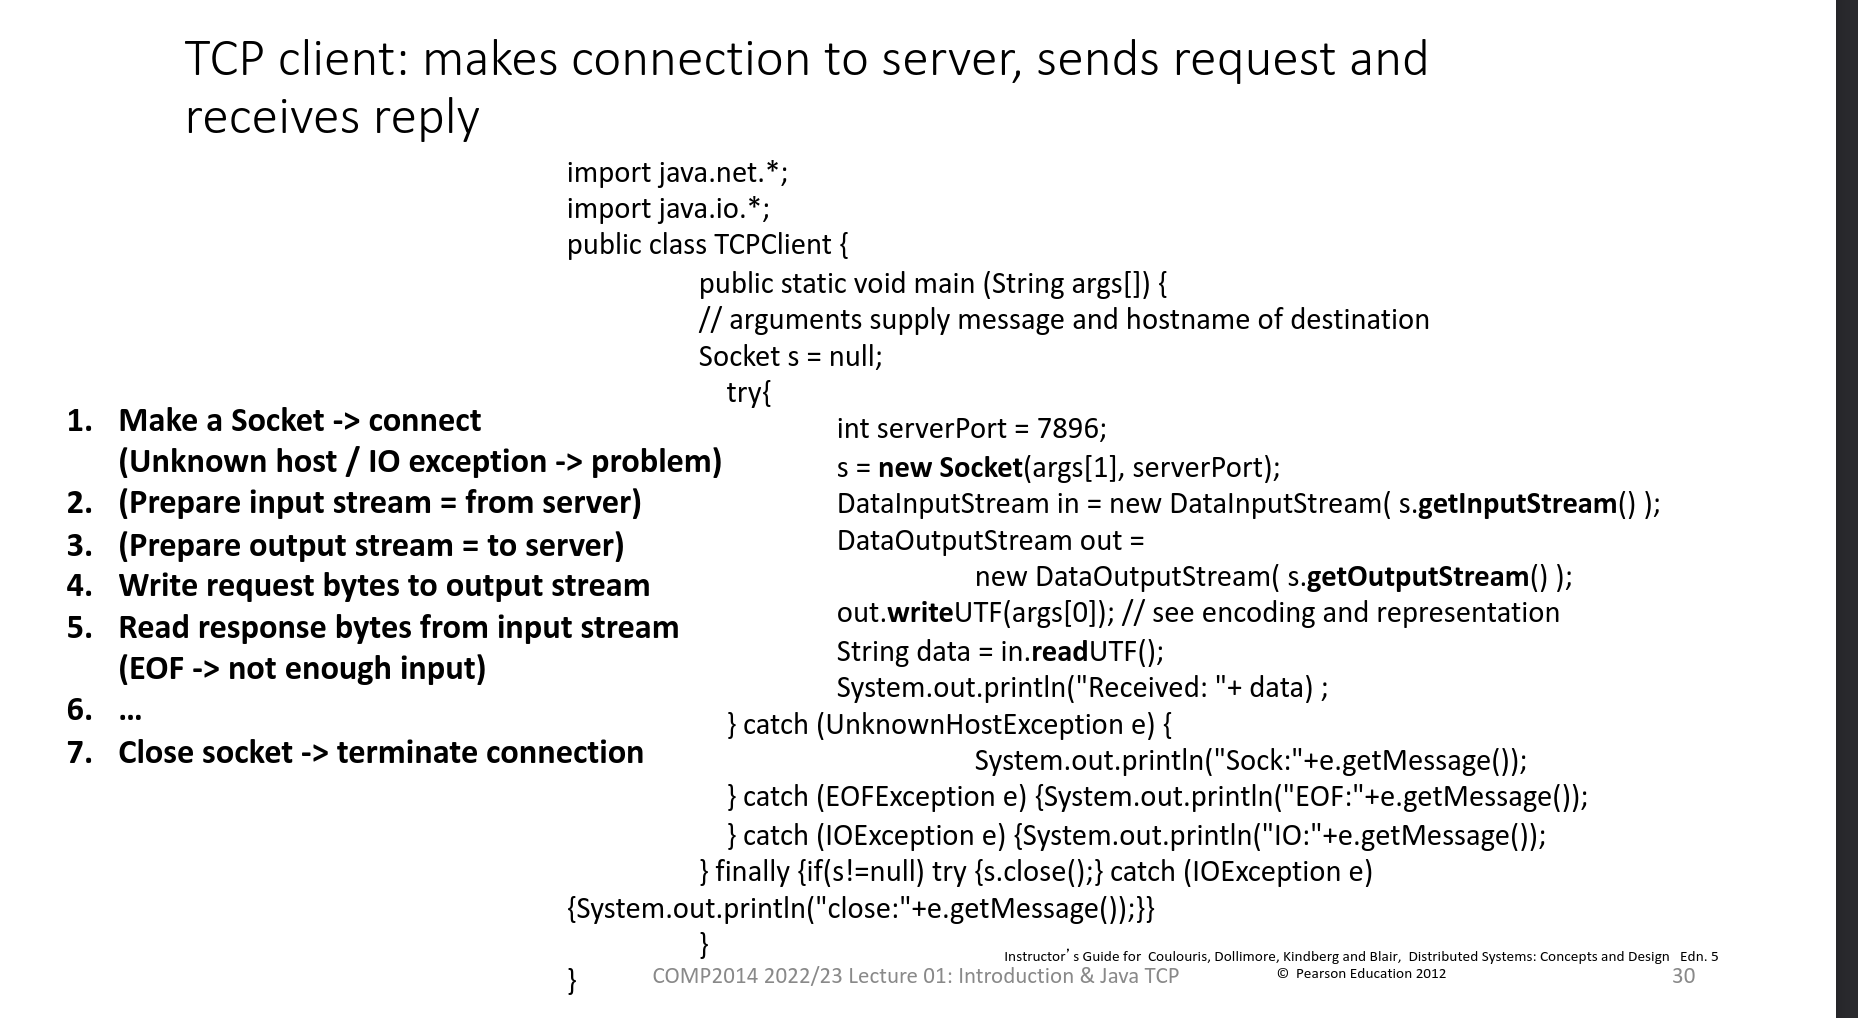 TCP client: makes connection to server, sends request and
receives reply
import java.net.*;
import java.io.*;
public class TCPClient {
public static void main (String args[]) {
// arguments supply message and hostname of destination
Socket s = null;
try{
int serverPort = 7896;
s = new Socket(args[1], serverPort);
DataInputStream in = new DataInputStream( s.getInputStream() );
DataOutputStream out =
new DataOutputStream( s.getOutputStream() );
out.writeUTF(args[0]); // see encoding and representation
String data = in.readUTF();
System.out.println("Received: "+ data) ;
} catch (UnknownHostException e) {
System.out.println("Sock:"+e.getMessage());
} catch (EOFException e) {System.out.println("EOF:"+e.getMessage());
} catch (IOException e) {System.out.println("IO:"+e.getMessage());
} finally {if(s!=null) try {s.close();} catch (IOException e)
{System.out.println("close:"+e.getMessage());}}
}
}
1. Make a Socket -> connect
(Unknown host / IO exception -> problem)
2. (Prepare input stream = from server)
3. (Prepare output stream = to server)
4. Write request bytes to output stream
5. Read response bytes from input stream
(EOF -> not enough input)
6. …
7. Close socket -> terminate connection
Instructor’s Guide for Coulouris, Dollimore, Kindberg and Blair, Distributed Systems: Concepts and Design Edn. 5
© Pearson Education 2012
COMP2014 2022/23 Lecture 01: Introduction & Java TCP
30